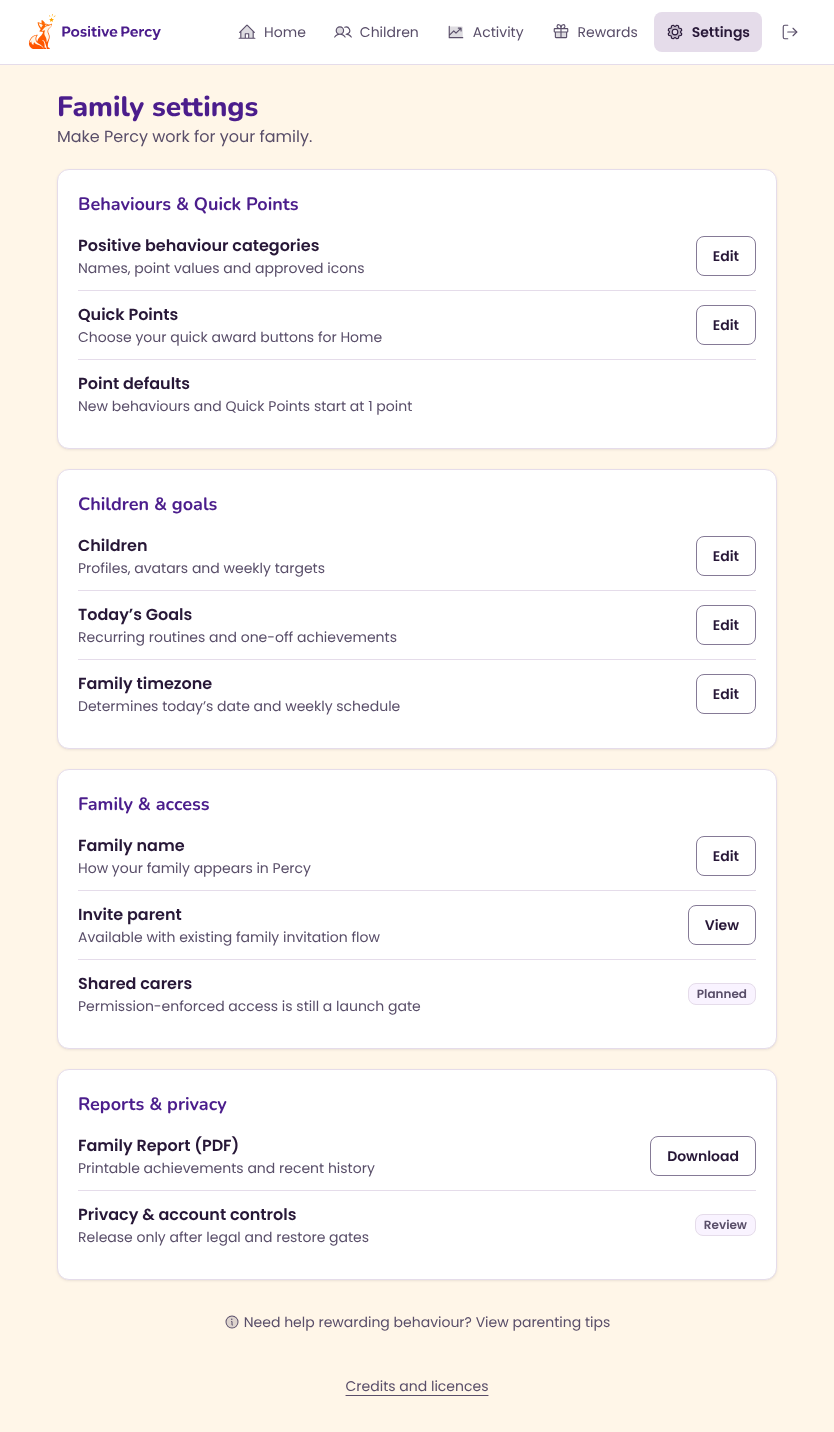 Positive Percy
Home
Children
Activity
Rewards
Settings
Family settings
Make Percy work for your family.
Behaviours & Quick Points
Positive behaviour categories
Names, point values and approved icons
Edit
Quick Points
Choose your quick award buttons for Home
Edit
Point defaults
New behaviours and Quick Points start at 1 point
Children & goals
Children
Profiles, avatars and weekly targets
Edit
Today’s Goals
Recurring routines and one-off achievements
Edit
Family timezone
Determines today’s date and weekly schedule
Edit
Family & access
Family name
How your family appears in Percy
Edit
Invite parent
Available with existing family invitation flow
View
Shared carers
Permission-enforced access is still a launch gate
Planned
Reports & privacy
Family Report (PDF)
Printable achievements and recent history
Download
Privacy & account controls
Release only after legal and restore gates
Review
Need help rewarding behaviour? View parenting tips
Credits and licences